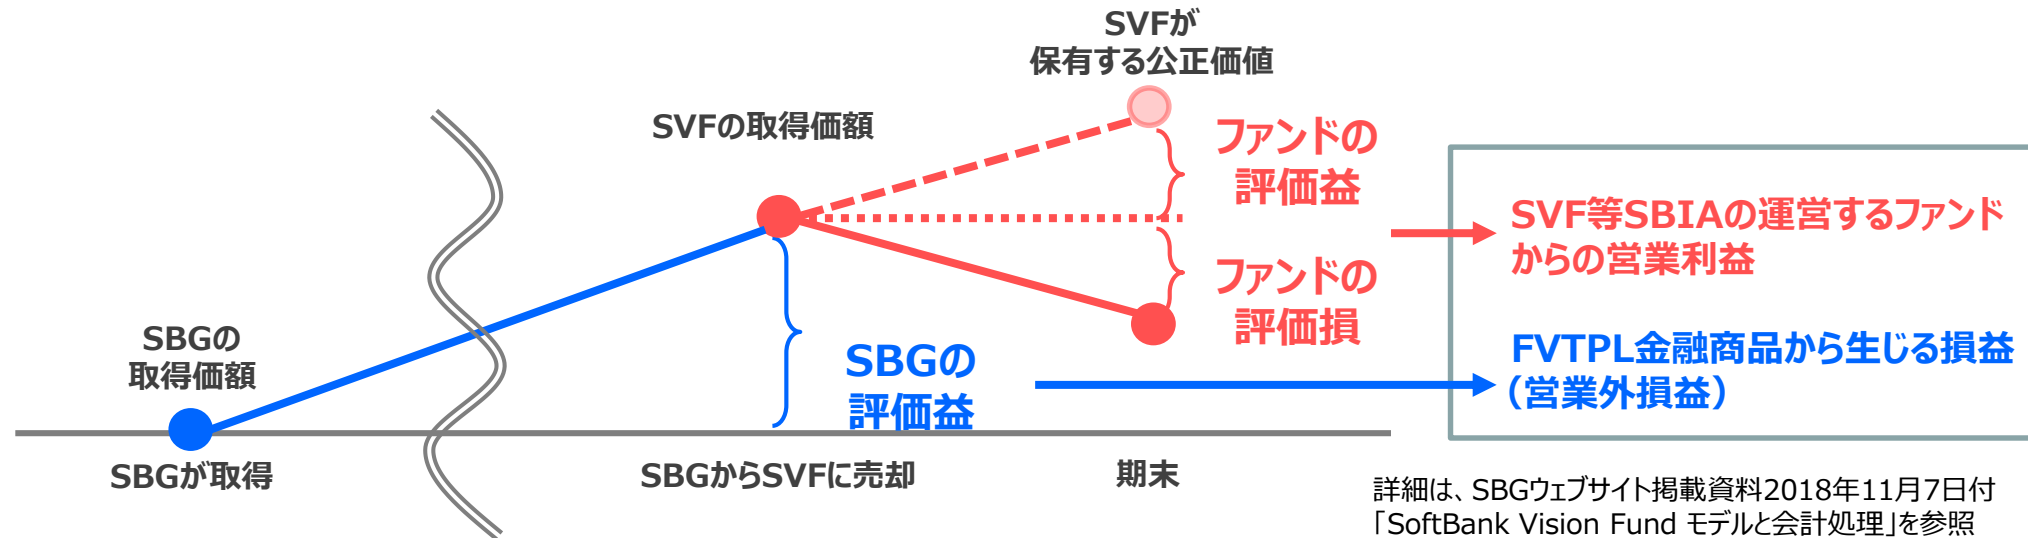 SVFが
保有する公正価値
SVFの取得価額
ファンドの
評価益
SVF等SBIAの運営するファンド
からの営業利益
ファンドの
評価損
SBGの
取得価額
SBGの
評価益
FVTPL金融商品から生じる損益
（営業外損益）
SBGが取得
SBGからSVFに売却
期末
詳細は、SBGウェブサイト掲載資料2018年11月7日付
「SoftBank Vision Fund モデルと会計処理」を参照